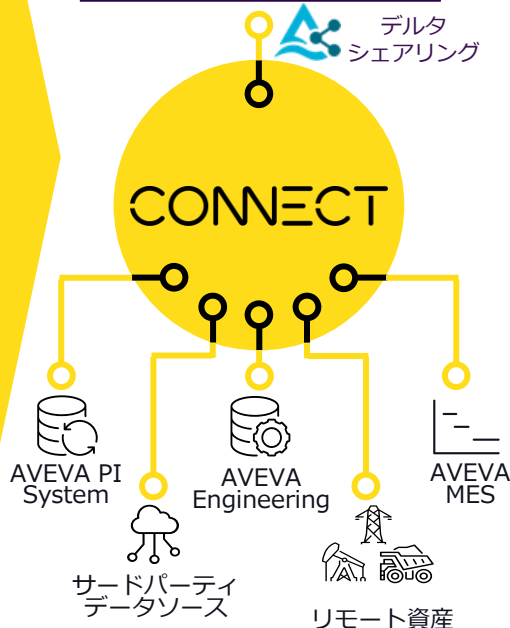 デルタ
シェアリング
CONNECT
AVEVA PI
System
AVEVA
Engineering
AVEVA
MES
サードパーティ
データソース
リモート資産